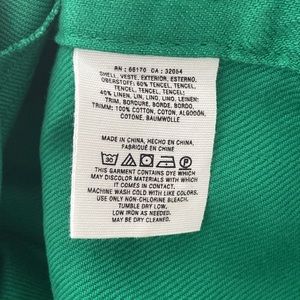 RN : 66170 CA : 32054
SHELL, VESTE, EXTERIOR, ESTERNO,
OBERSTOFF: 60% TENCEL, TENCEL,
TENCEL, TENCEL, TENCEL;
40% LINEN, LIN, LINO, LINO, LEINEN;
TRIM, BORDURE, BORDE, BORDO,
TRIMM: 100% COTTON, COTON, ALGODÓN,
COTONE, BAUMWOLLE
MADE IN CHINA, HECHO EN CHINA,
FABRIQUÉ EN CHINE
30
THIS GARMENT CONTAINS DYE WHICH
MAY DISCOLOR MATERIALS WITH WHICH
IT COMES IN CONTACT.
MACHINE WASH COLD WITH LIKE COLORS.
USE ONLY NON-CHLORINE BLEACH.
TUMBLE DRY LOW.
LOW IRON AS NEEDED.
MAY BE DRY CLEANED.